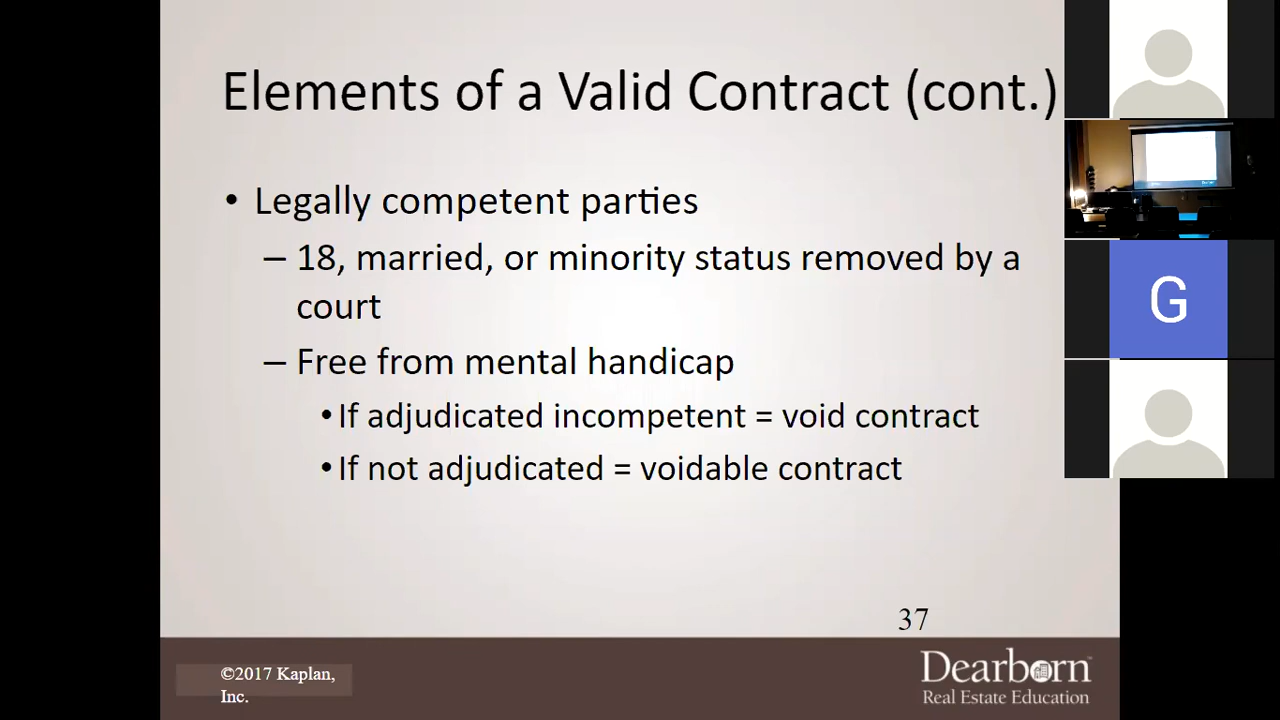 Elements of a Valid Contract (cont.)
• Legally competent parties
– 18, married, or minority status removed by a
court
– Free from mental handicap
• If adjudicated incompetent = void contract
• If not adjudicated = voidable contract
37
©2017 Kaplan,
Inc.
Dearborn™
Real Estate Education
G